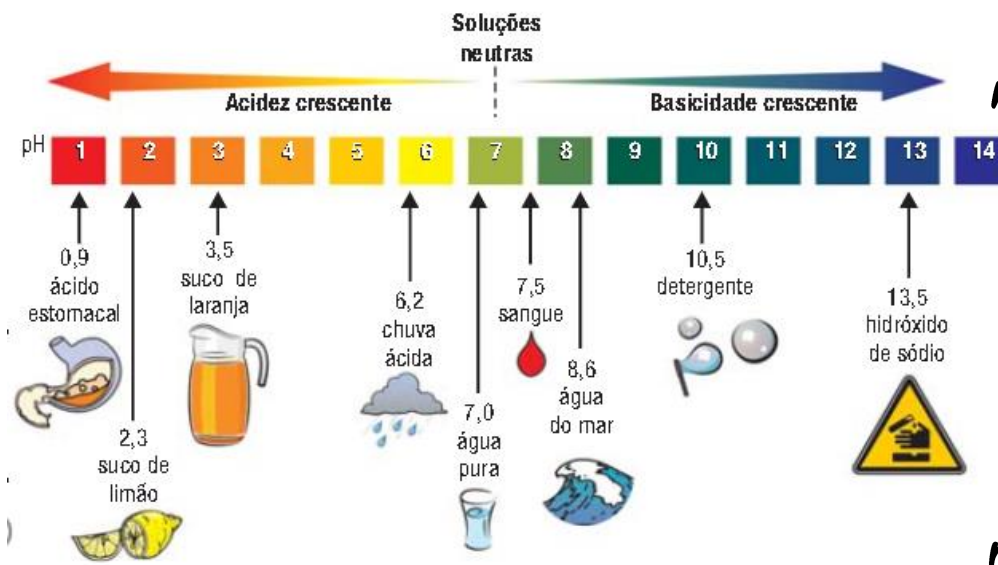 Soluções
neutras
Acidez crescente
Basicidade crescente
pH 1 2 3 4 5 6 7 8 9 10 11 12 13 14
0,9
ácido
estomacal
2,3
suco de
limão
3,5
suco de
laranja
6,2
chuva
ácida
7,0
água
pura
7,5
sangue
8,6
água
do mar
10,5
detergente
13,5
hidróxido
de sódio